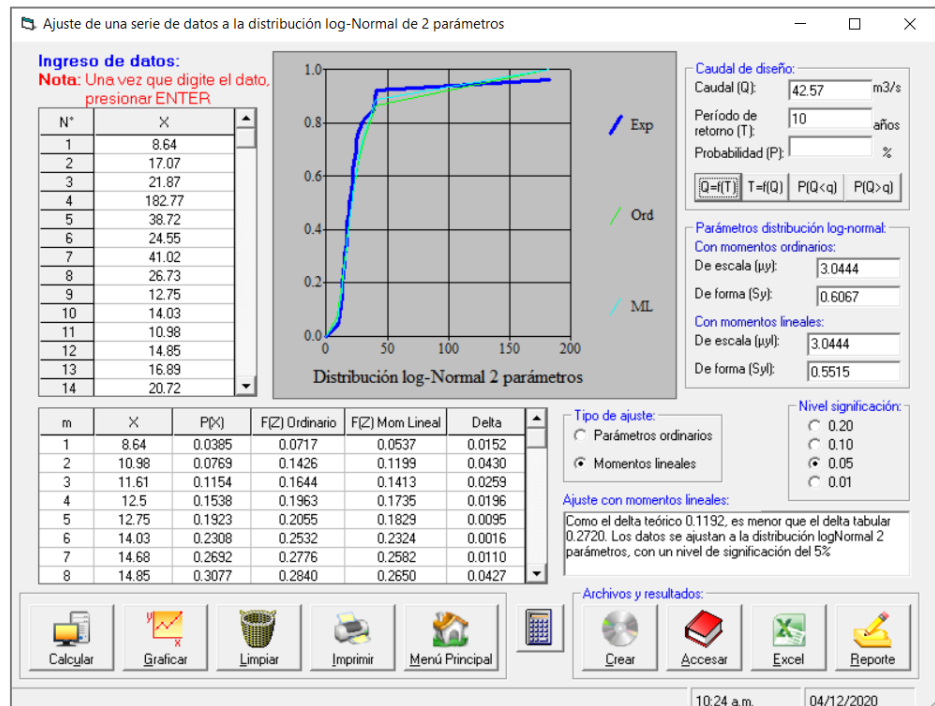 Ajuste de una serie de datos a la distribución log-Normal de 2 parámetros
Ingreso de datos:
Nota: Una vez que digite el dato,
presionar ENTER
N° X
1 8.64
2 17.07
3 21.87
4 182.77
5 38.72
6 24.55
7 41.02
8 26.73
9 12.75
10 14.03
11 10.98
12 14.85
13 16.89
14 20.72
1.0
0.8
0.6
0.4
0.2
0.0
0 50 100 150 200
Exp
Ord
ML
Distribución log-Normal 2 parámetros
Caudal de diseño:
Caudal (Q): 42.57 m3/s
Período de
retorno (T): 10 años
Probabilidad (P): %
Q=f(T) T=f(Q) P(Q<q) P(Q>q)
Parámetros distribución log-normal:
Con momentos ordinarios:
De escala (µy): 3.0444
De forma (Sy): 0.6067
Con momentos lineales:
De escala (µyl): 3.0444
De forma (Syl): 0.5515
m X P(X) F(Z) Ordinario F(Z) Mom Lineal Delta
1 8.64 0.0385 0.0717 0.0537 0.0152
2 10.98 0.0769 0.1426 0.1199 0.0430
3 11.61 0.1154 0.1644 0.1413 0.0259
4 12.5 0.1538 0.1963 0.1735 0.0196
5 12.75 0.1923 0.2055 0.1829 0.0095
6 14.03 0.2308 0.2532 0.2324 0.0016
7 14.68 0.2692 0.2776 0.2582 0.0110
8 14.85 0.3077 0.2840 0.2650 0.0427
Tipo de ajuste:
Parámetros ordinarios
Momentos lineales
Nivel significación:
0.20
0.10
0.05
0.01
Ajuste con momentos lineales:
Como el delta teórico 0.1192, es menor que el delta tabular
0.2720. Los datos se ajustan a la distribución logNormal 2
parámetros, con un nivel de significación del 5%
Calcular Graficar Limpiar Imprimir Menú Principal
Archivos y resultados:
Crear Accesar Excel Reporte
10:24 a.m. 04/12/2020